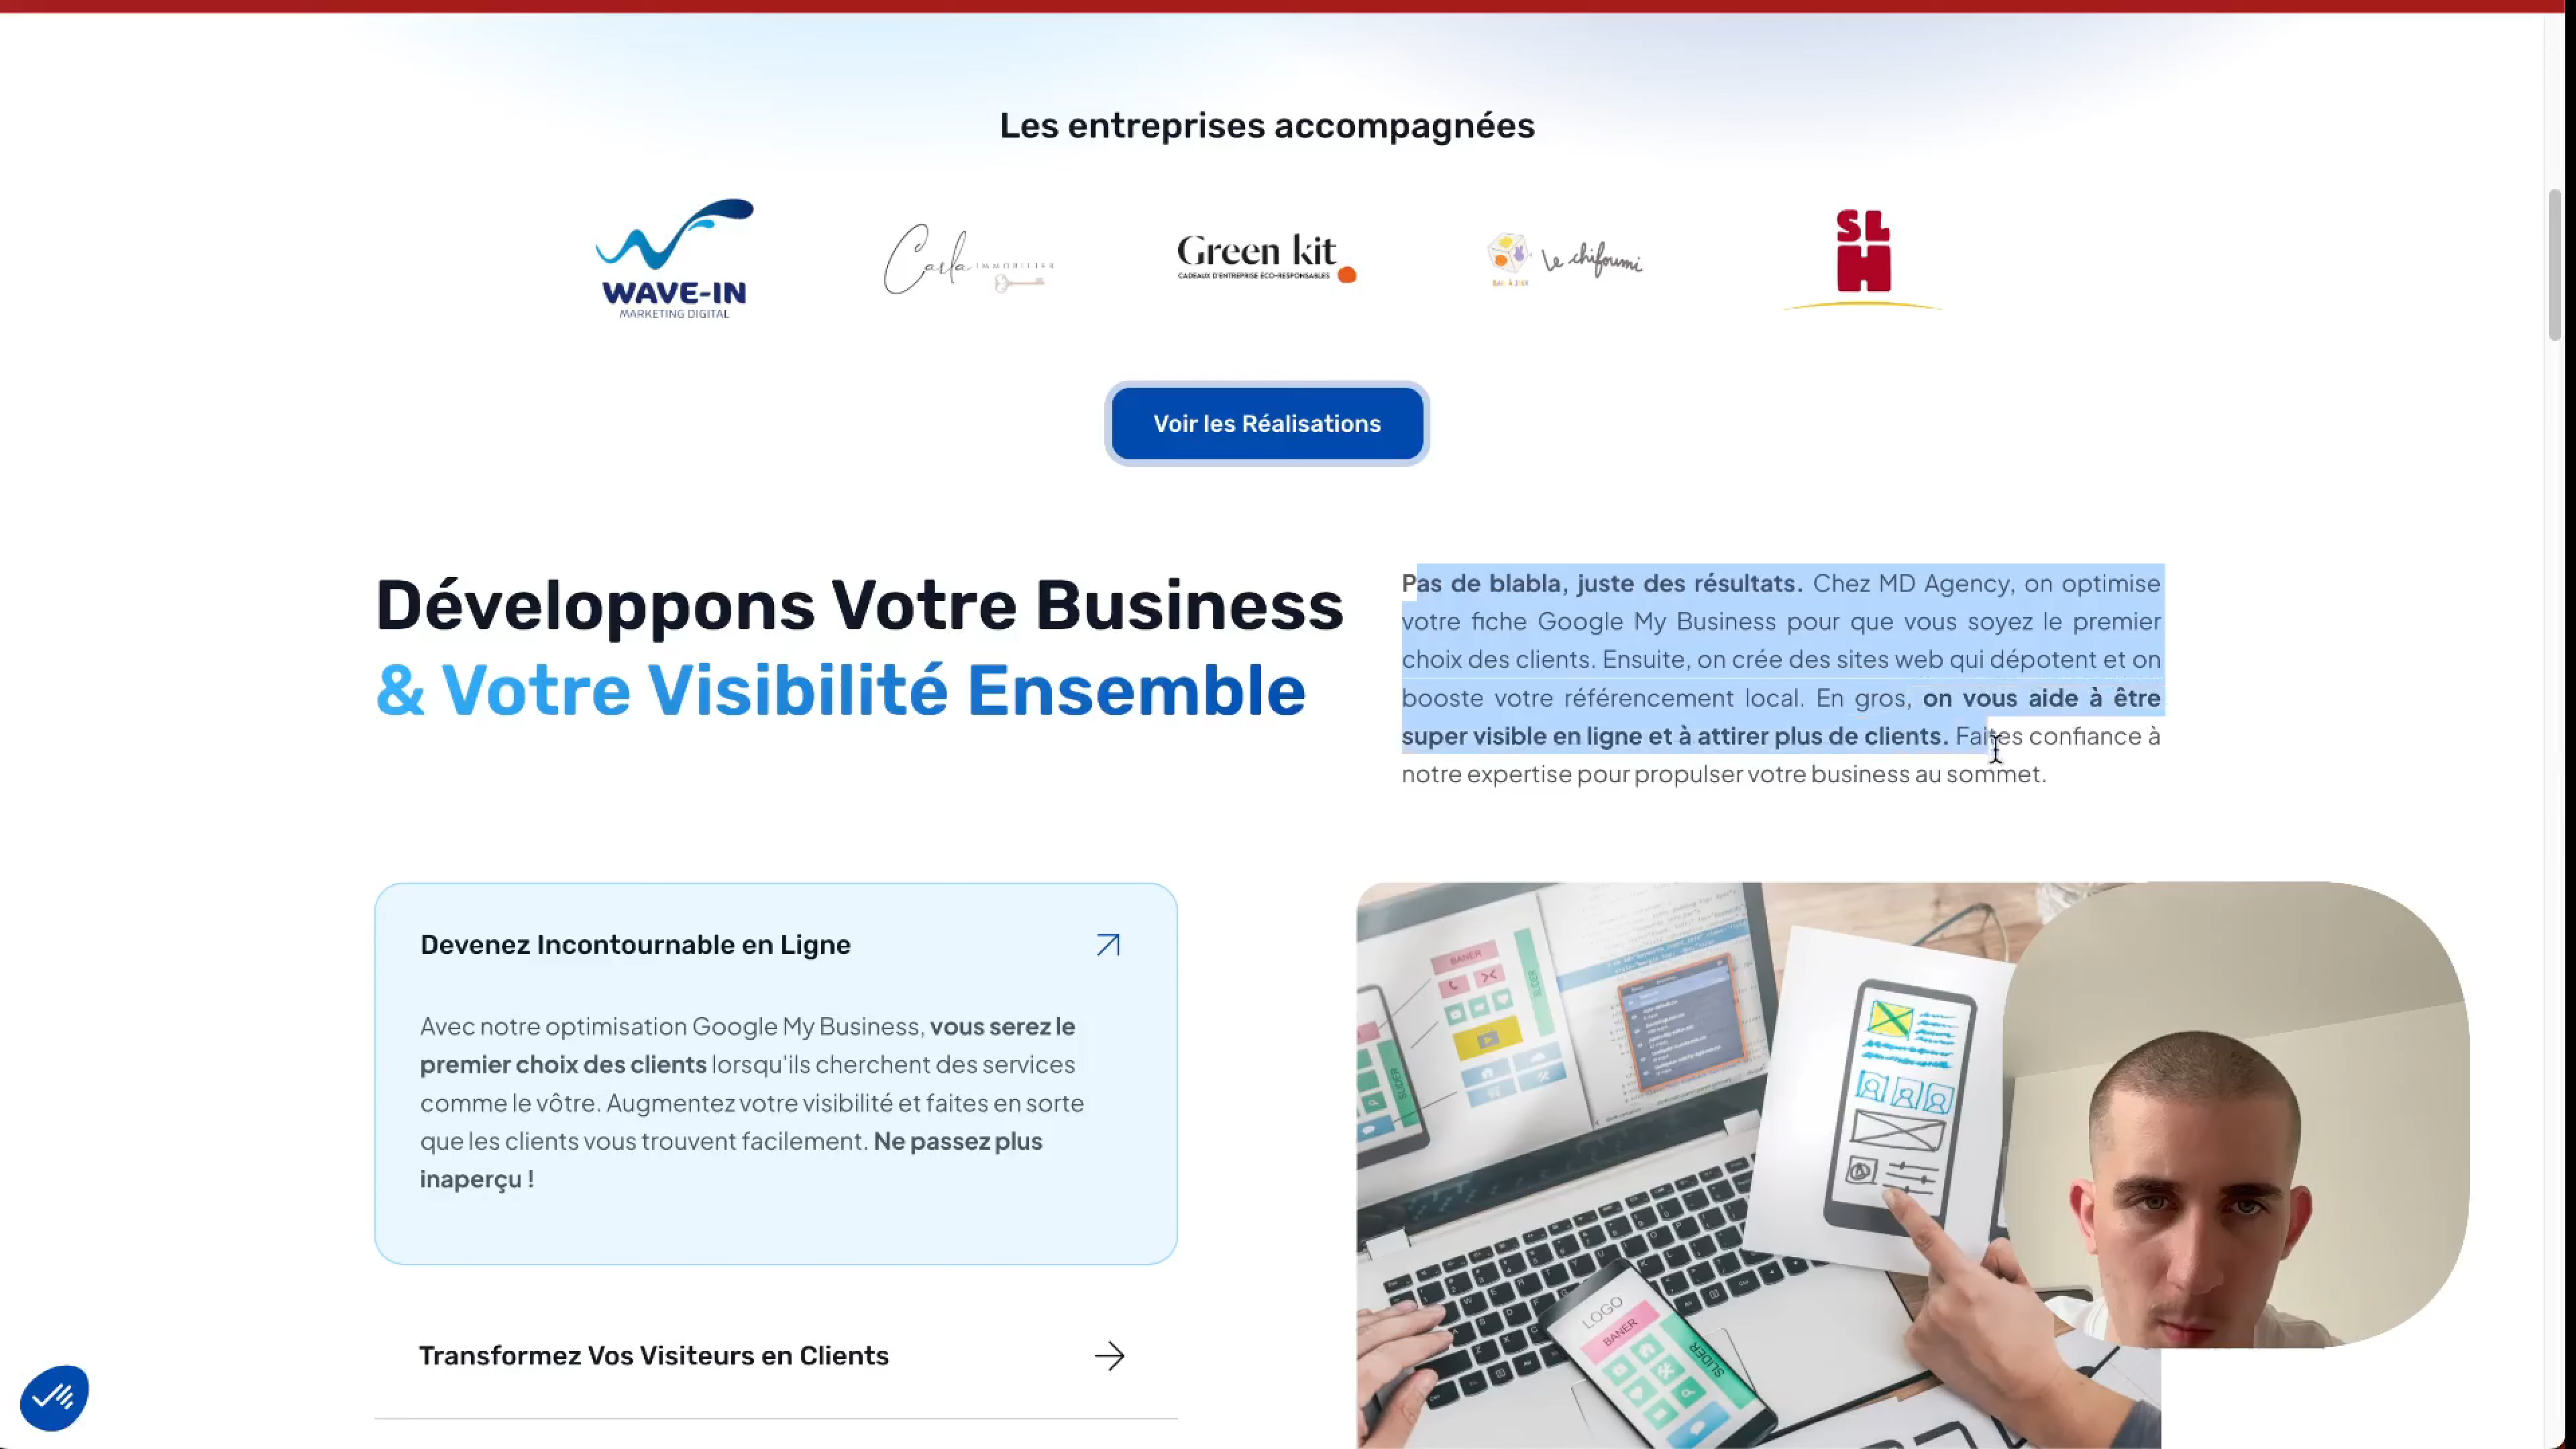 Les entreprises accompagnées
WAVE-IN
MARKETING DIGITAL
Carla IMMOBILIER
Green kit
CADEAUX D'ENTREPRISE ÉCO-RESPONSABLES
Le chifoumi
BAR À JEUX
SL
H
Voir les Réalisations
Développons Votre Business
& Votre Visibilité Ensemble
Pas de blabla, juste des résultats. Chez MD Agency, on optimise
votre fiche Google My Business pour que vous soyez le premier
choix des clients. Ensuite, on crée des sites web qui dépotent et on
booste votre référencement local. En gros, on vous aide à être
super visible en ligne et à attirer plus de clients. Faites confiance à
notre expertise pour propulser votre business au sommet.
Devenez Incontournable en Ligne
Avec notre optimisation Google My Business, vous serez le
premier choix des clients lorsqu'ils cherchent des services
comme le vôtre. Augmentez votre visibilité et faites en sorte
que les clients vous trouvent facilement. Ne passez plus
inaperçu !
Transformez Vos Visiteurs en Clients
BANER
SLIDER
SLIDER
LOGO
BANER
SLIDER